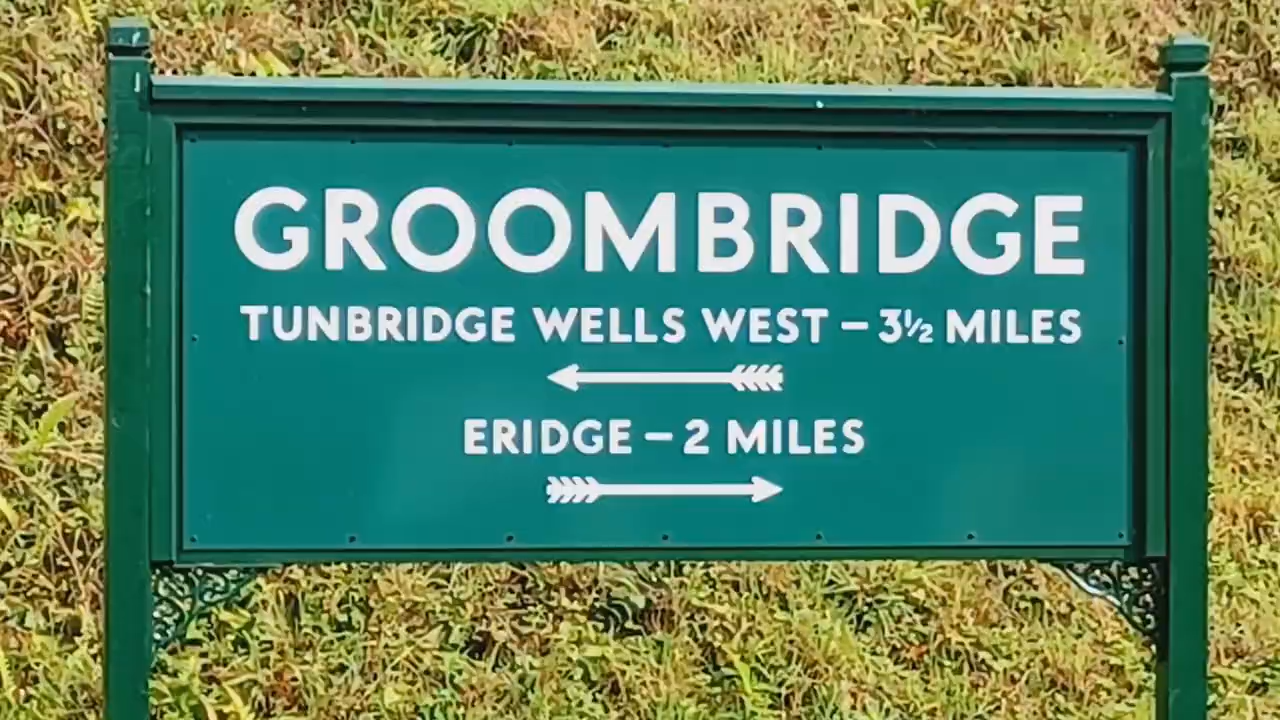 GROOMBRIDGE
TUNBRIDGE WELLS WEST – 3½ MILES
ERIDGE – 2 MILES